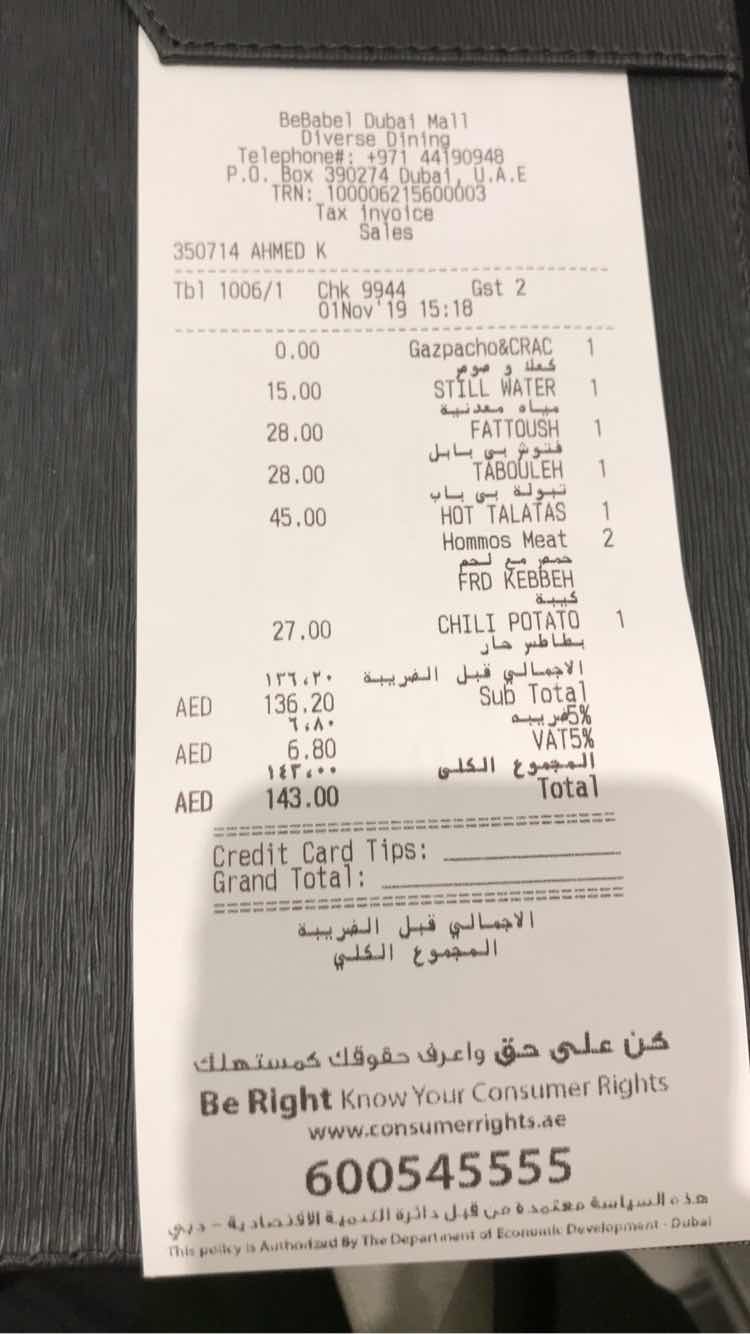 BeBabel Dubai Mall
Diverse Dining
Telephone#: +971 44190948
P.O. Box 390274 Dubai, U.A.E
TRN: 100006215600003
Tax invoice
Sales
350714 AHMED K
Tbl 1006/1 Chk 9944 Gst 2
01Nov'19 15:18
0.00 Gazpacho&CRAC 1
كعك و صوص
15.00 STILL WATER 1
مياه معدنية
28.00 FATTOUSH 1
فتوش بي بابل
28.00 TABOULEH 1
تبولة بي باب
45.00 HOT TALATAS 1
Hommos Meat 2
حمص مع لحم
FRD KEBBEH
كيبة
27.00 CHILI POTATO 1
بطاطس حار
١٣٦،٢٠ الاجمالي قبل الضريبة
AED 136.20 Sub Total
٦،٨٠ 5%ضريبه
AED 6.80 VAT5%
١٤٣،٠٠ المجموع الكلى
AED 143.00 Total
Credit Card Tips:
Grand Total:
الاجمالي قبل الضريبة
المجموع الكلي
كن على حق واعرف حقوقك كمستهلك
Be Right Know Your Consumer Rights
www.consumerrights.ae
600545555
هذه السياسة معتمدة من قبل دائرة التنمية الاقتصادية - دبي
This policy is Authorized By The Department of Economic Development - Dubai